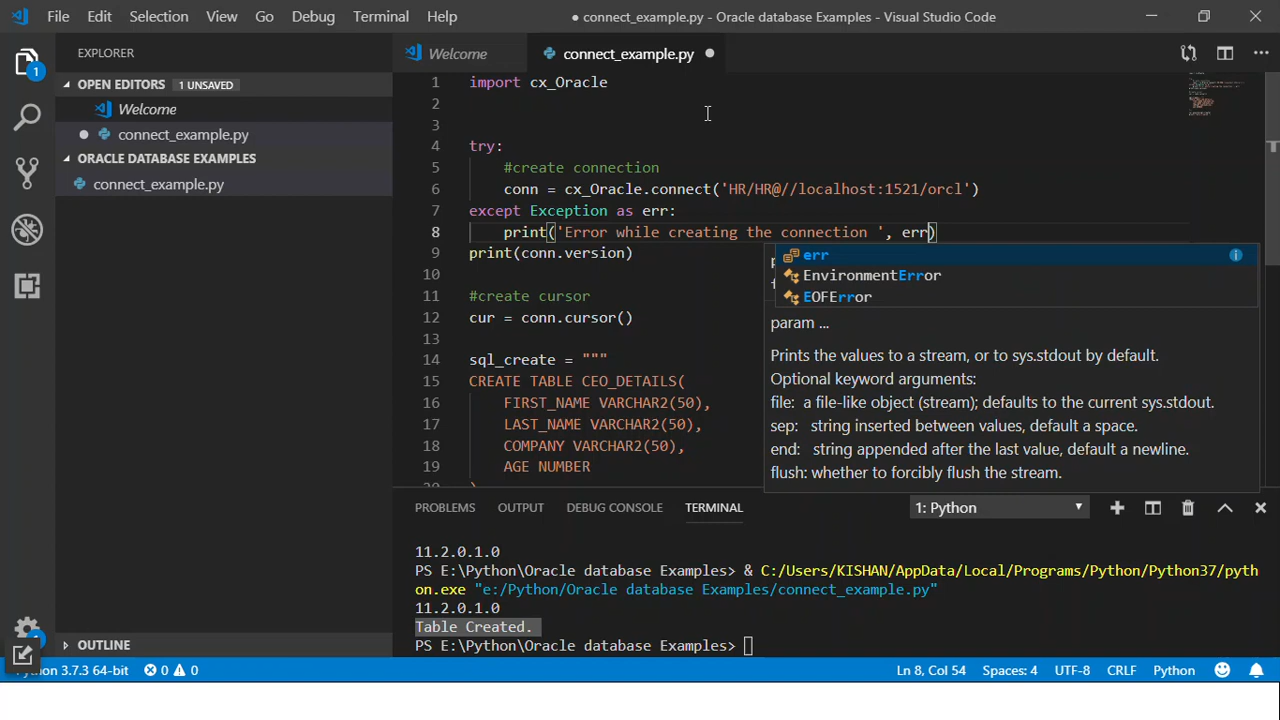 File Edit Selection View Go Debug Terminal Help ● connect_example.py - Oracle database Examples - Visual Studio Code
EXPLORER
OPEN EDITORS 1 UNSAVED
Welcome
connect_example.py
ORACLE DATABASE EXAMPLES
connect_example.py
OUTLINE
1
Welcome connect_example.py
1 import cx_Oracle
2
3
4 try:
5 #create connection
6 conn = cx_Oracle.connect('HR/HR@//localhost:1521/orcl')
7 except Exception as err:
8 print('Error while creating the connection ', err)
9 print(conn.version)
10
11 #create cursor
12 cur = conn.cursor()
13
14 sql_create = """
15 CREATE TABLE CEO_DETAILS(
16 FIRST_NAME VARCHAR2(50),
17 LAST_NAME VARCHAR2(50),
18 COMPANY VARCHAR2(50),
19 AGE NUMBER
20 )
err
EnvironmentError
EOFError
param ...
Prints the values to a stream, or to sys.stdout by default.
Optional keyword arguments:
file: a file-like object (stream); defaults to the current sys.stdout.
sep: string inserted between values, default a space.
end: string appended after the last value, default a newline.
flush: whether to forcibly flush the stream.
PROBLEMS OUTPUT DEBUG CONSOLE TERMINAL 1: Python
11.2.0.1.0
PS E:\Python\Oracle database Examples> & C:/Users/KISHAN/AppData/Local/Programs/Python/Python37/pyth
on.exe "e:/Python/Oracle database Examples/connect_example.py"
11.2.0.1.0
Table Created.
PS E:\Python\Oracle database Examples>
Python 3.7.3 64-bit 0 0 Ln 8, Col 54 Spaces: 4 UTF-8 CRLF Python